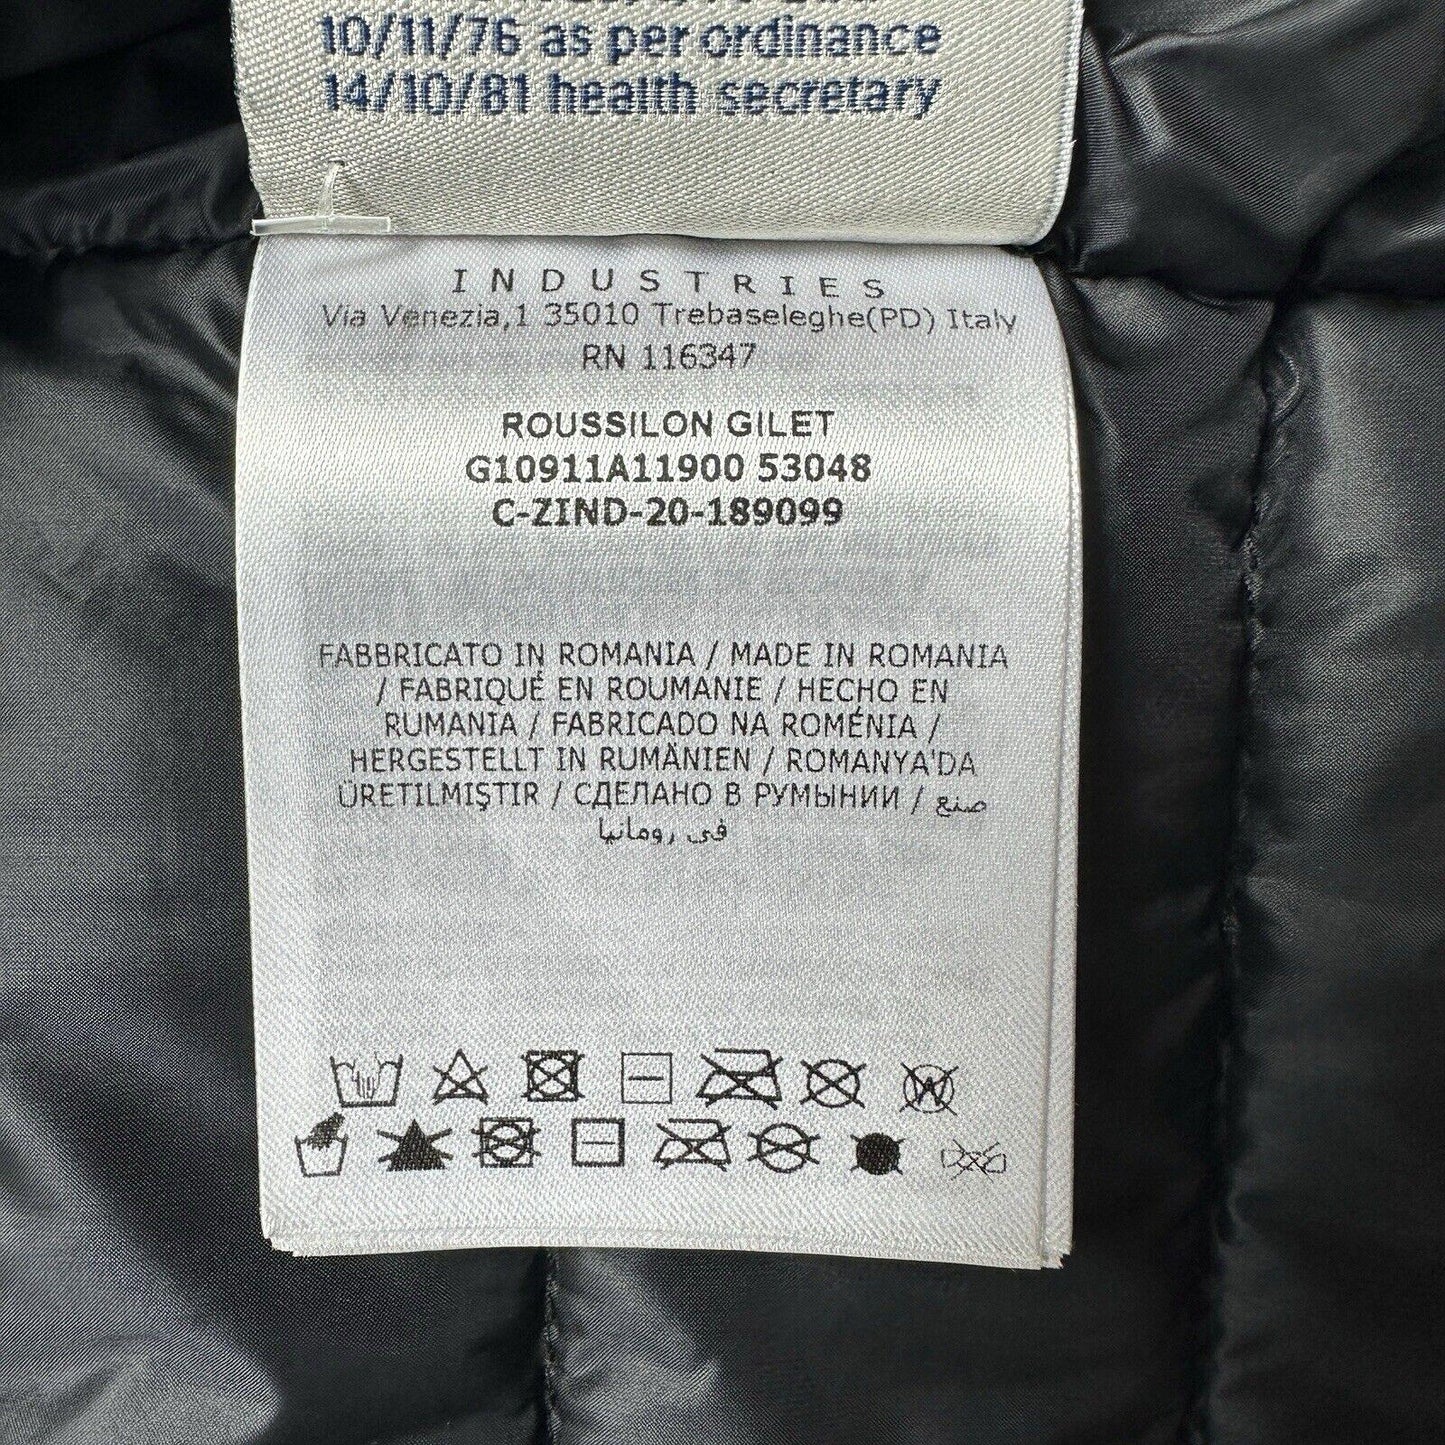 10/11/76 as per ordinance
14/10/81 health secretary
INDUSTRIES
Via Venezia,1 35010 Trebaseleghe(PD) Italy
RN 116347
ROUSSILON GILET
G10911A11900 53048
C-ZIND-20-189099
FABBRICATO IN ROMANIA / MADE IN ROMANIA
/ FABRIQUÉ EN ROUMANIE / HECHO EN
RUMANIA / FABRICADO NA ROMÉNIA /
HERGESTELLT IN RUMÄNIEN / ROMANYA'DA
ÜRETILMIŞTIR / СДЕЛАНО В РУМЫНИИ / صنع
في رومانيا
W